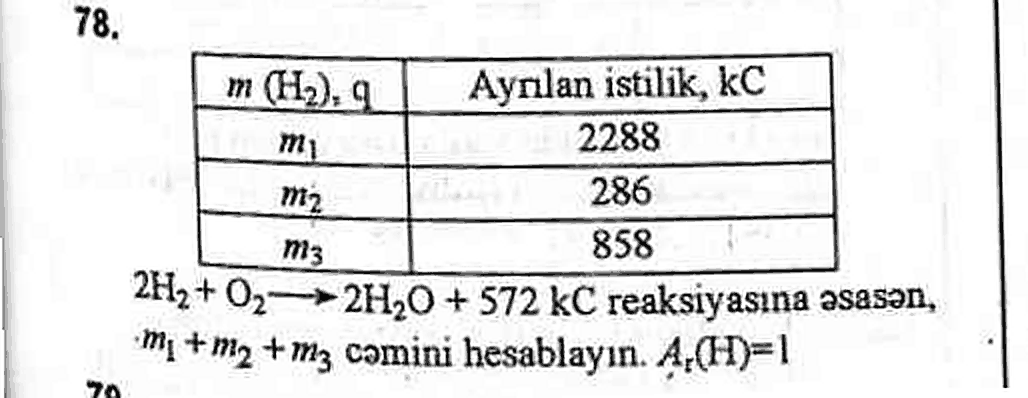 78.
m (H₂), q Ayrılan istilik, kC
m₁ 2288
m₂ 286
m₃ 858
2H₂ + O₂ ⟶ 2H₂O + 572 kC reaksiyasına əsasən,
m₁ + m₂ + m₃ cəmini hesablayın. Aᵣ(H)=1